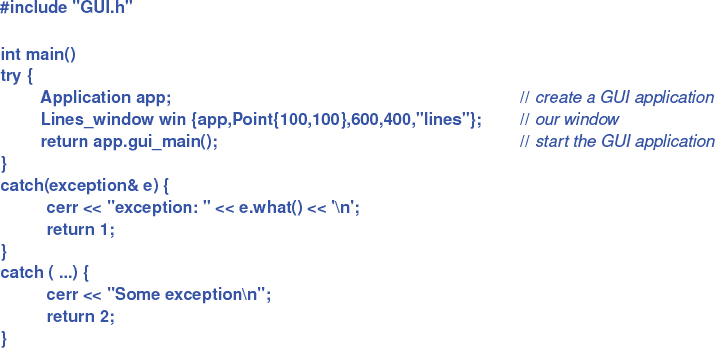 #include "GUI.h"
int main()
try {
Application app; // create a GUI application
Lines_window win {app,Point{100,100},600,400,"lines"}; // our window
return app.gui_main(); // start the GUI application
}
catch(exception& e) {
cerr << "exception: " << e.what() << '\n';
return 1;
}
catch ( ...) {
cerr << "Some exception\n";
return 2;
}